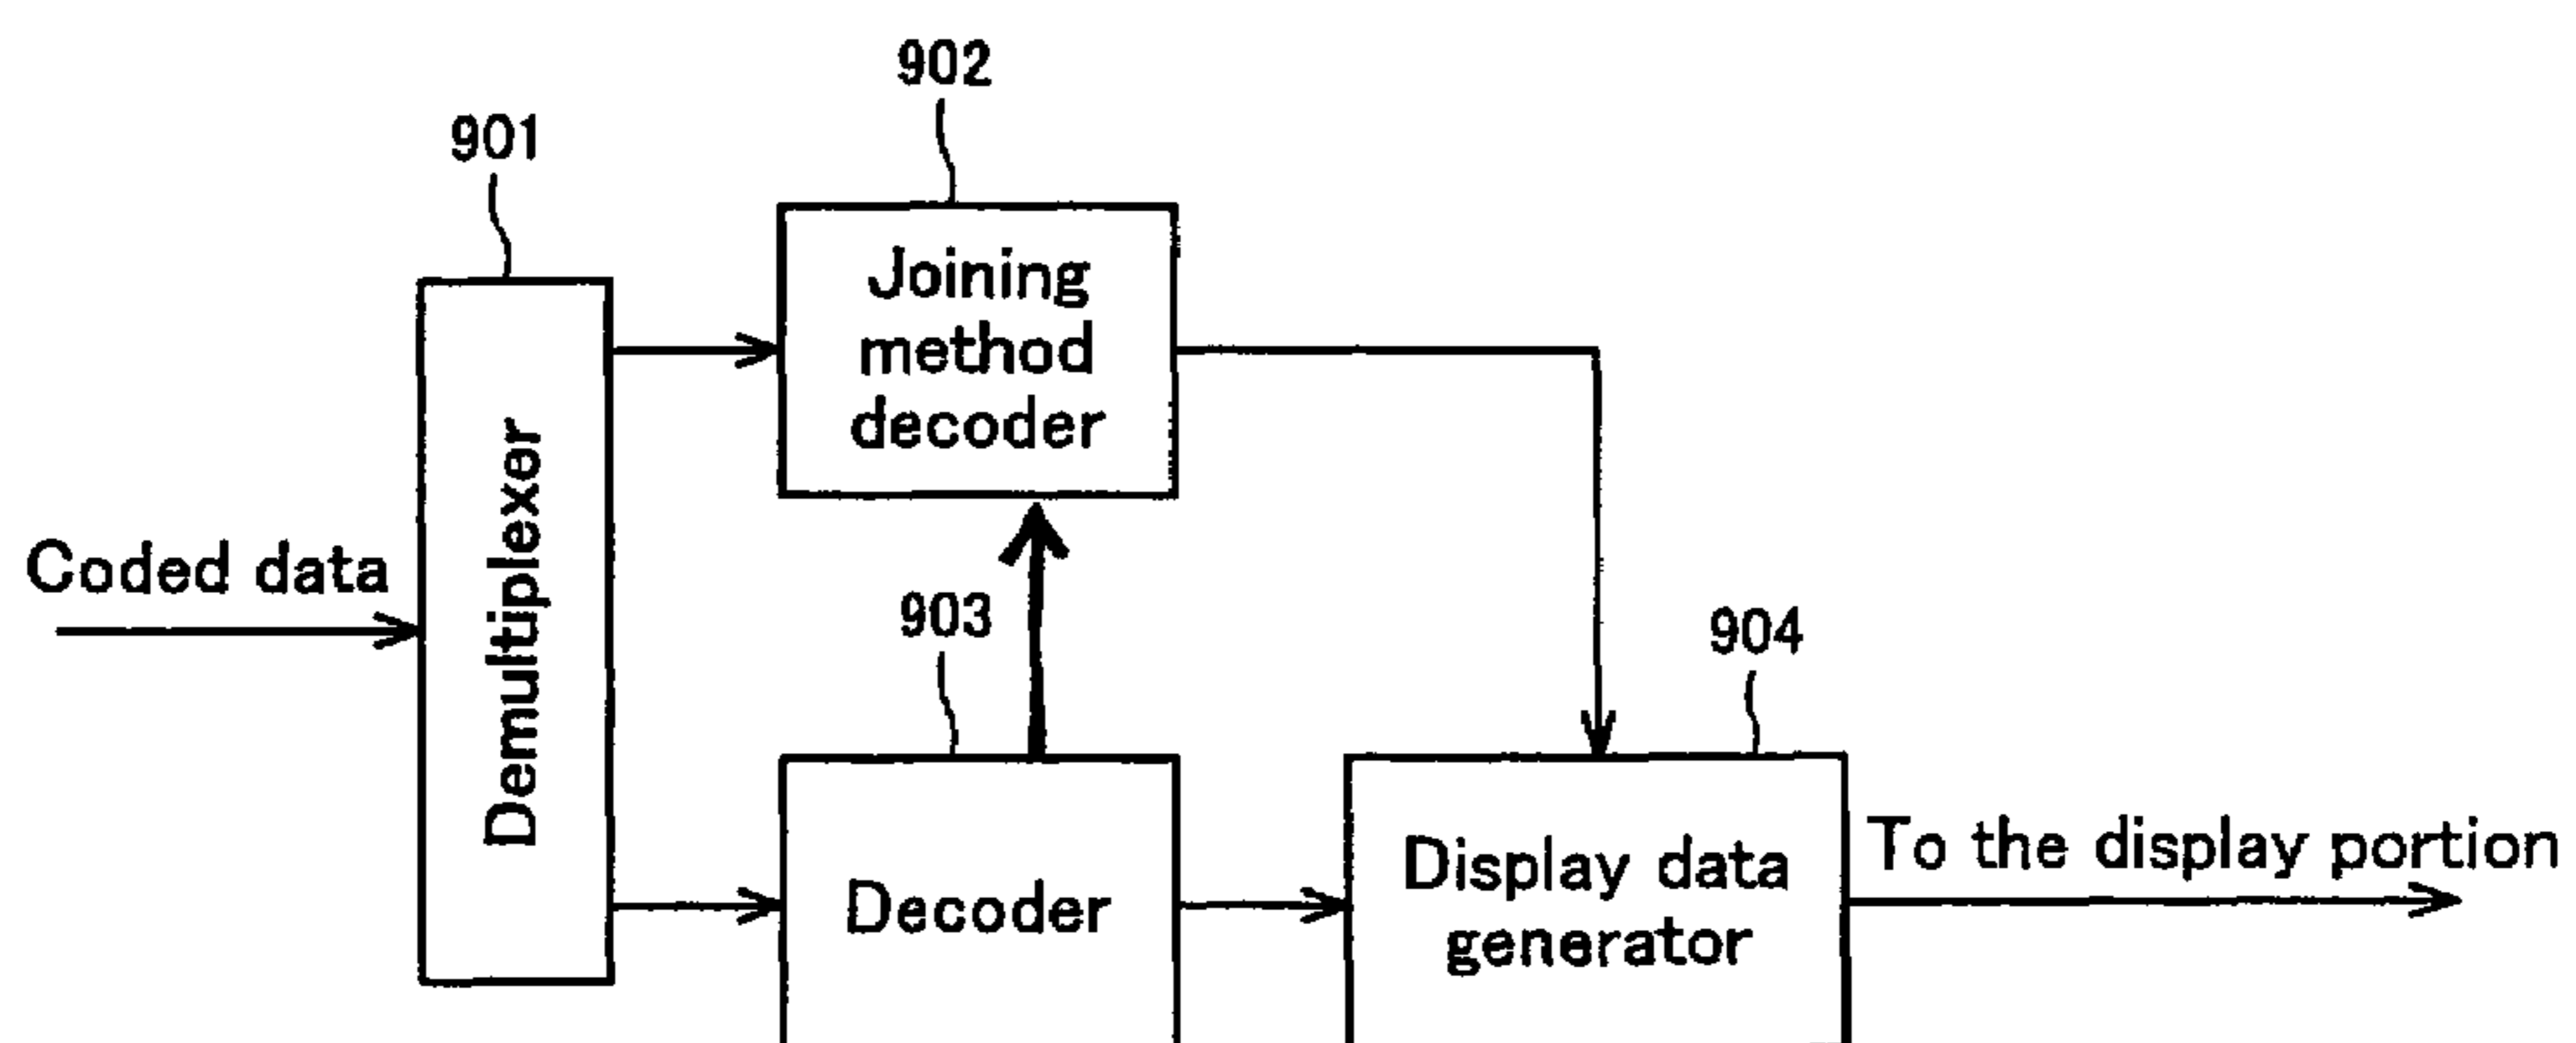 902
901
Joining
method
decoder
Coded data
Demultiplexer
903
904
Decoder
Display data
generator
To the display portion